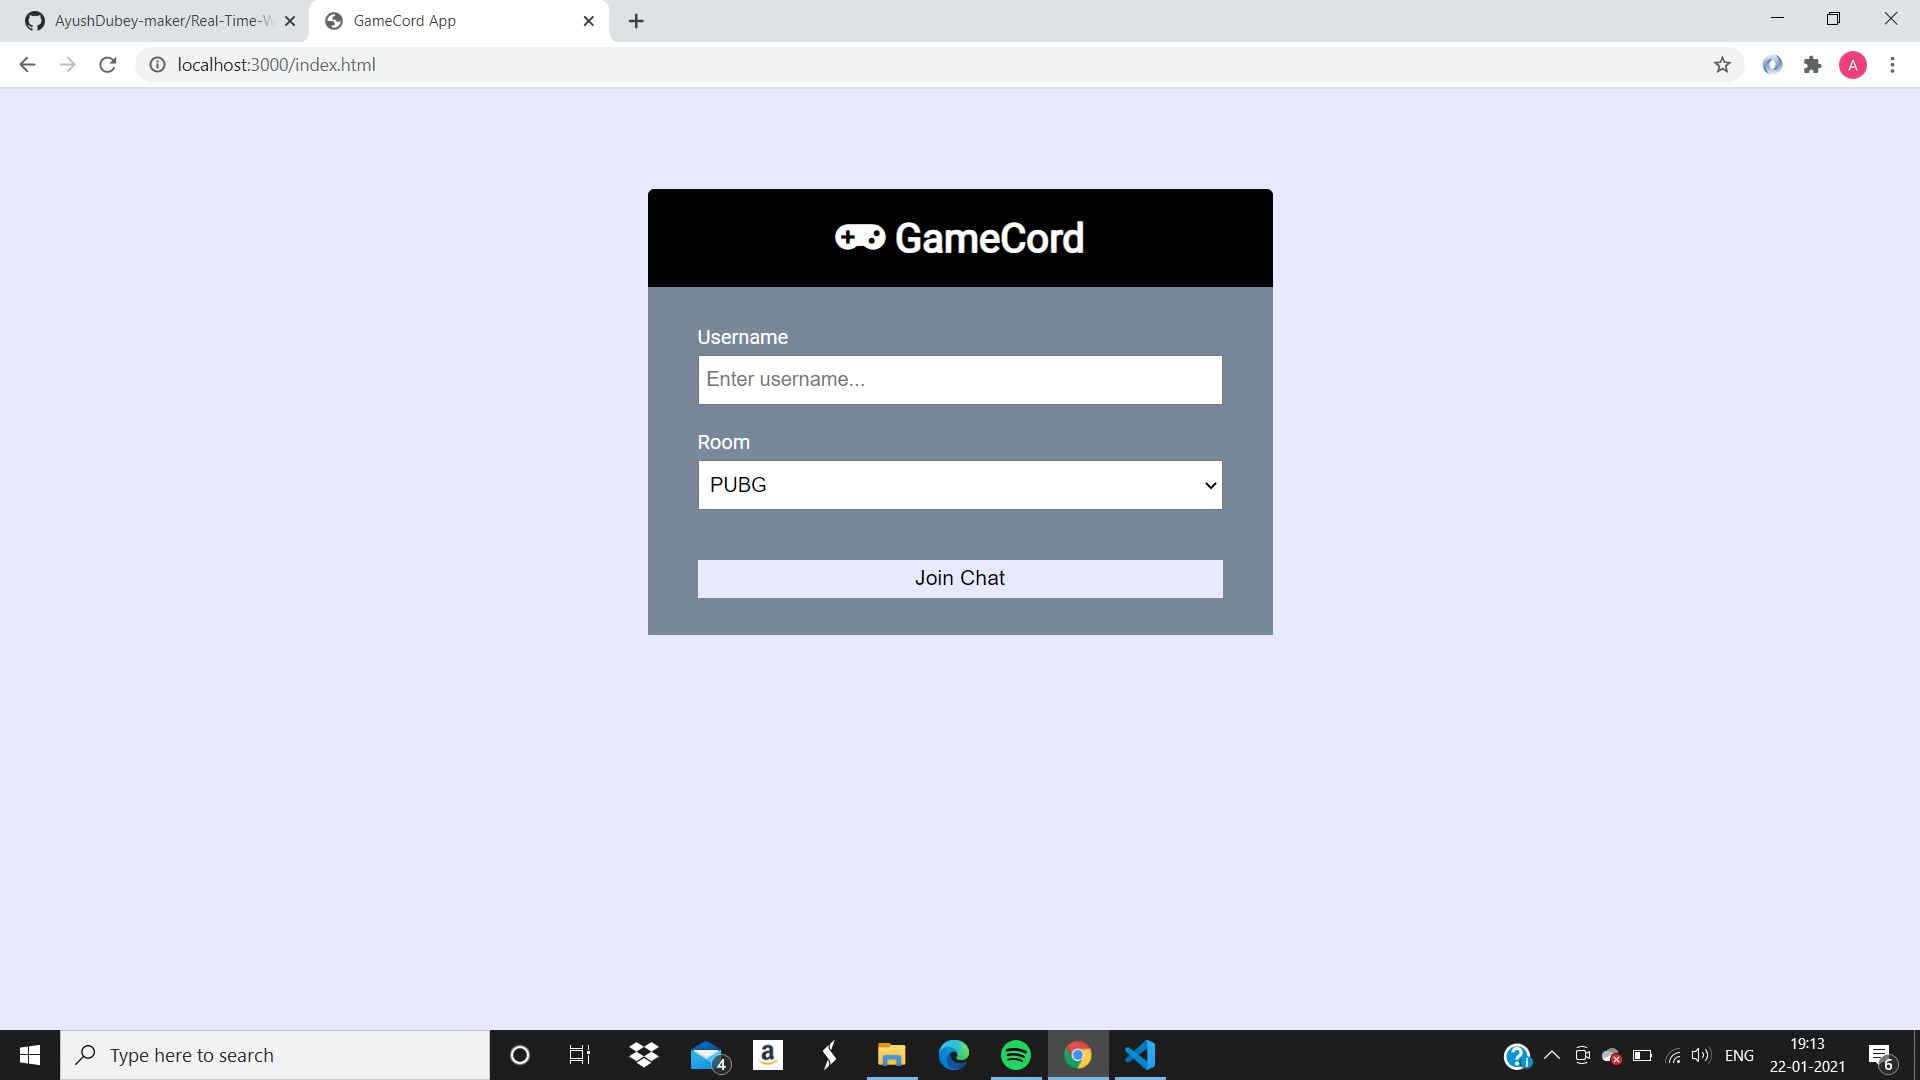 AyushDubey-maker/Real-Time-W
GameCord App
localhost:3000/index.html
A
GameCord
Username
Enter username...
Room
PUBG
Join Chat
Type here to search
4
a
ENG
19:13
22-01-2021
6